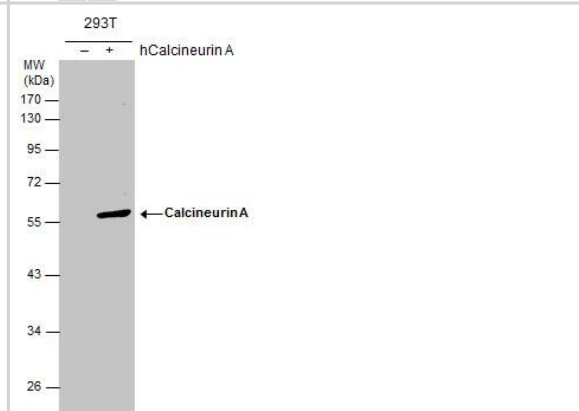 293T
– + hCalcineurin A
MW
(kDa)
170
130
95
72
Calcineurin A
55
43
34
26